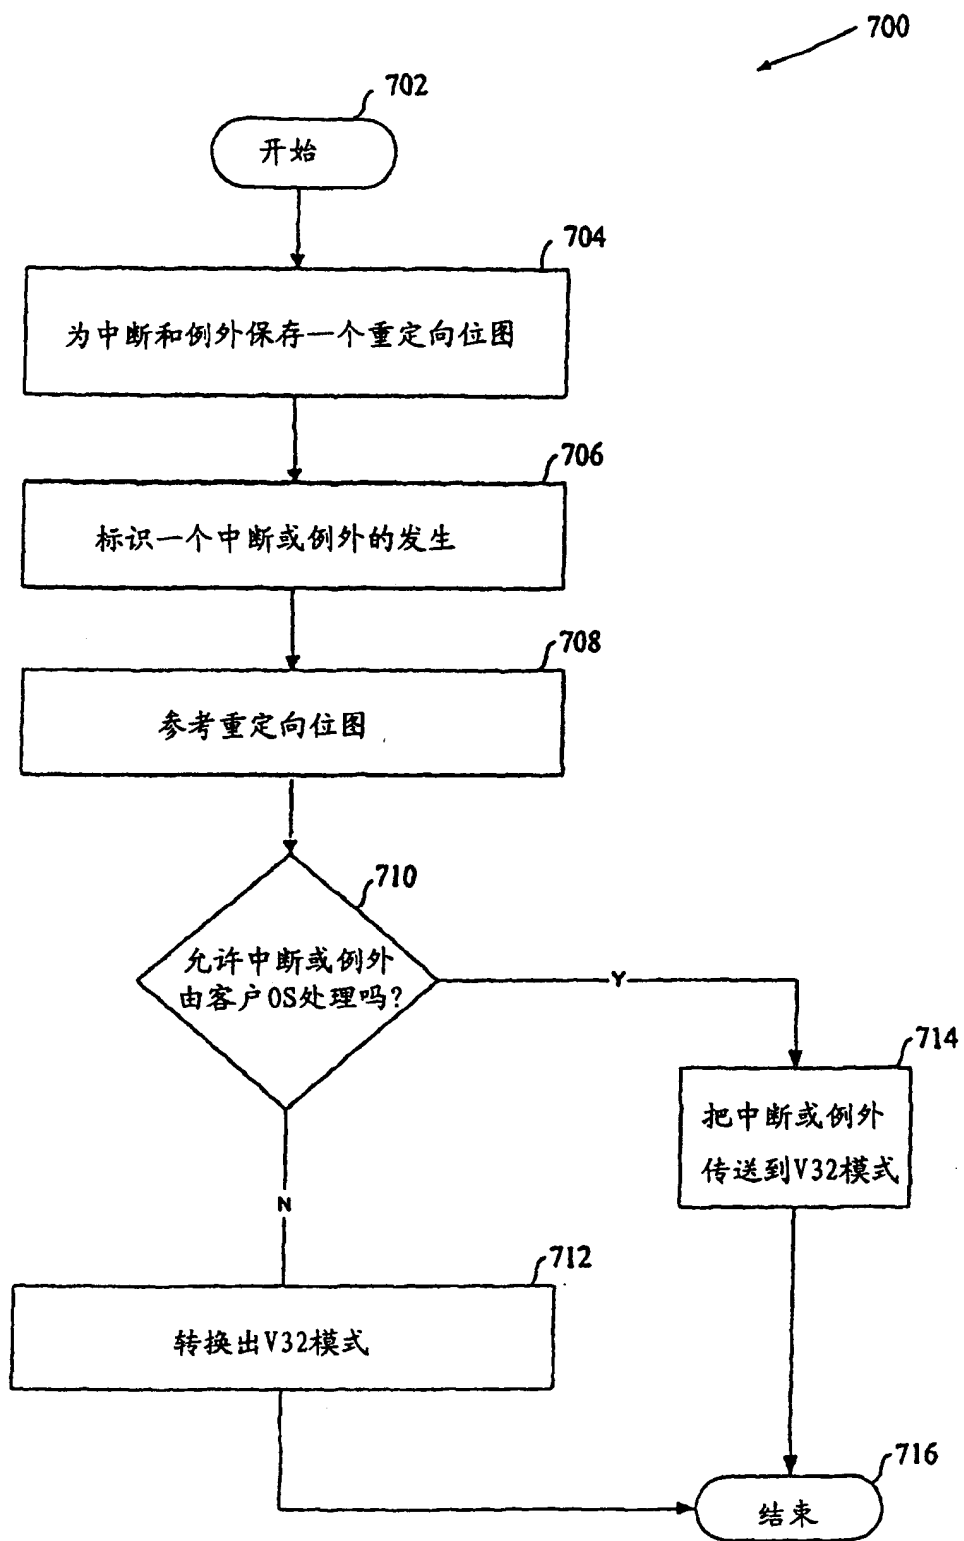 700
702
开始
704
为中断和例外保存一个重定向位图
706
标识一个中断或例外的发生
708
参考重定向位图
710
允许中断或例外
由客户OS处理吗?
Y
714
把中断或例外
传送到V32模式
N
712
转换出V32模式
716
结束